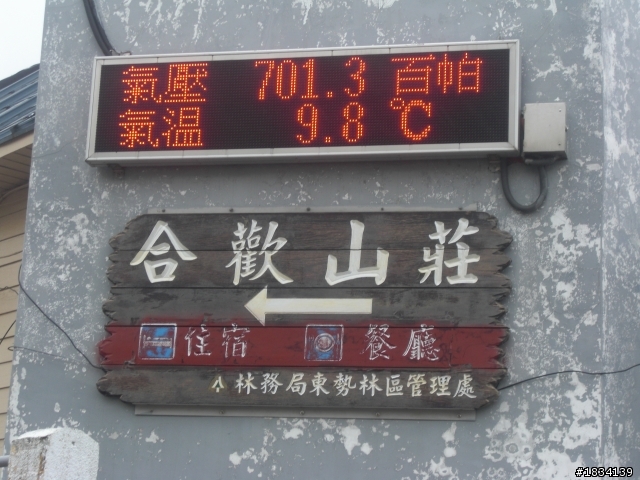 氣壓 701.3 百帕
氣溫 9.8 ℃
合歡山莊
住宿 餐廳
林務局東勢林區管理處
#1834139